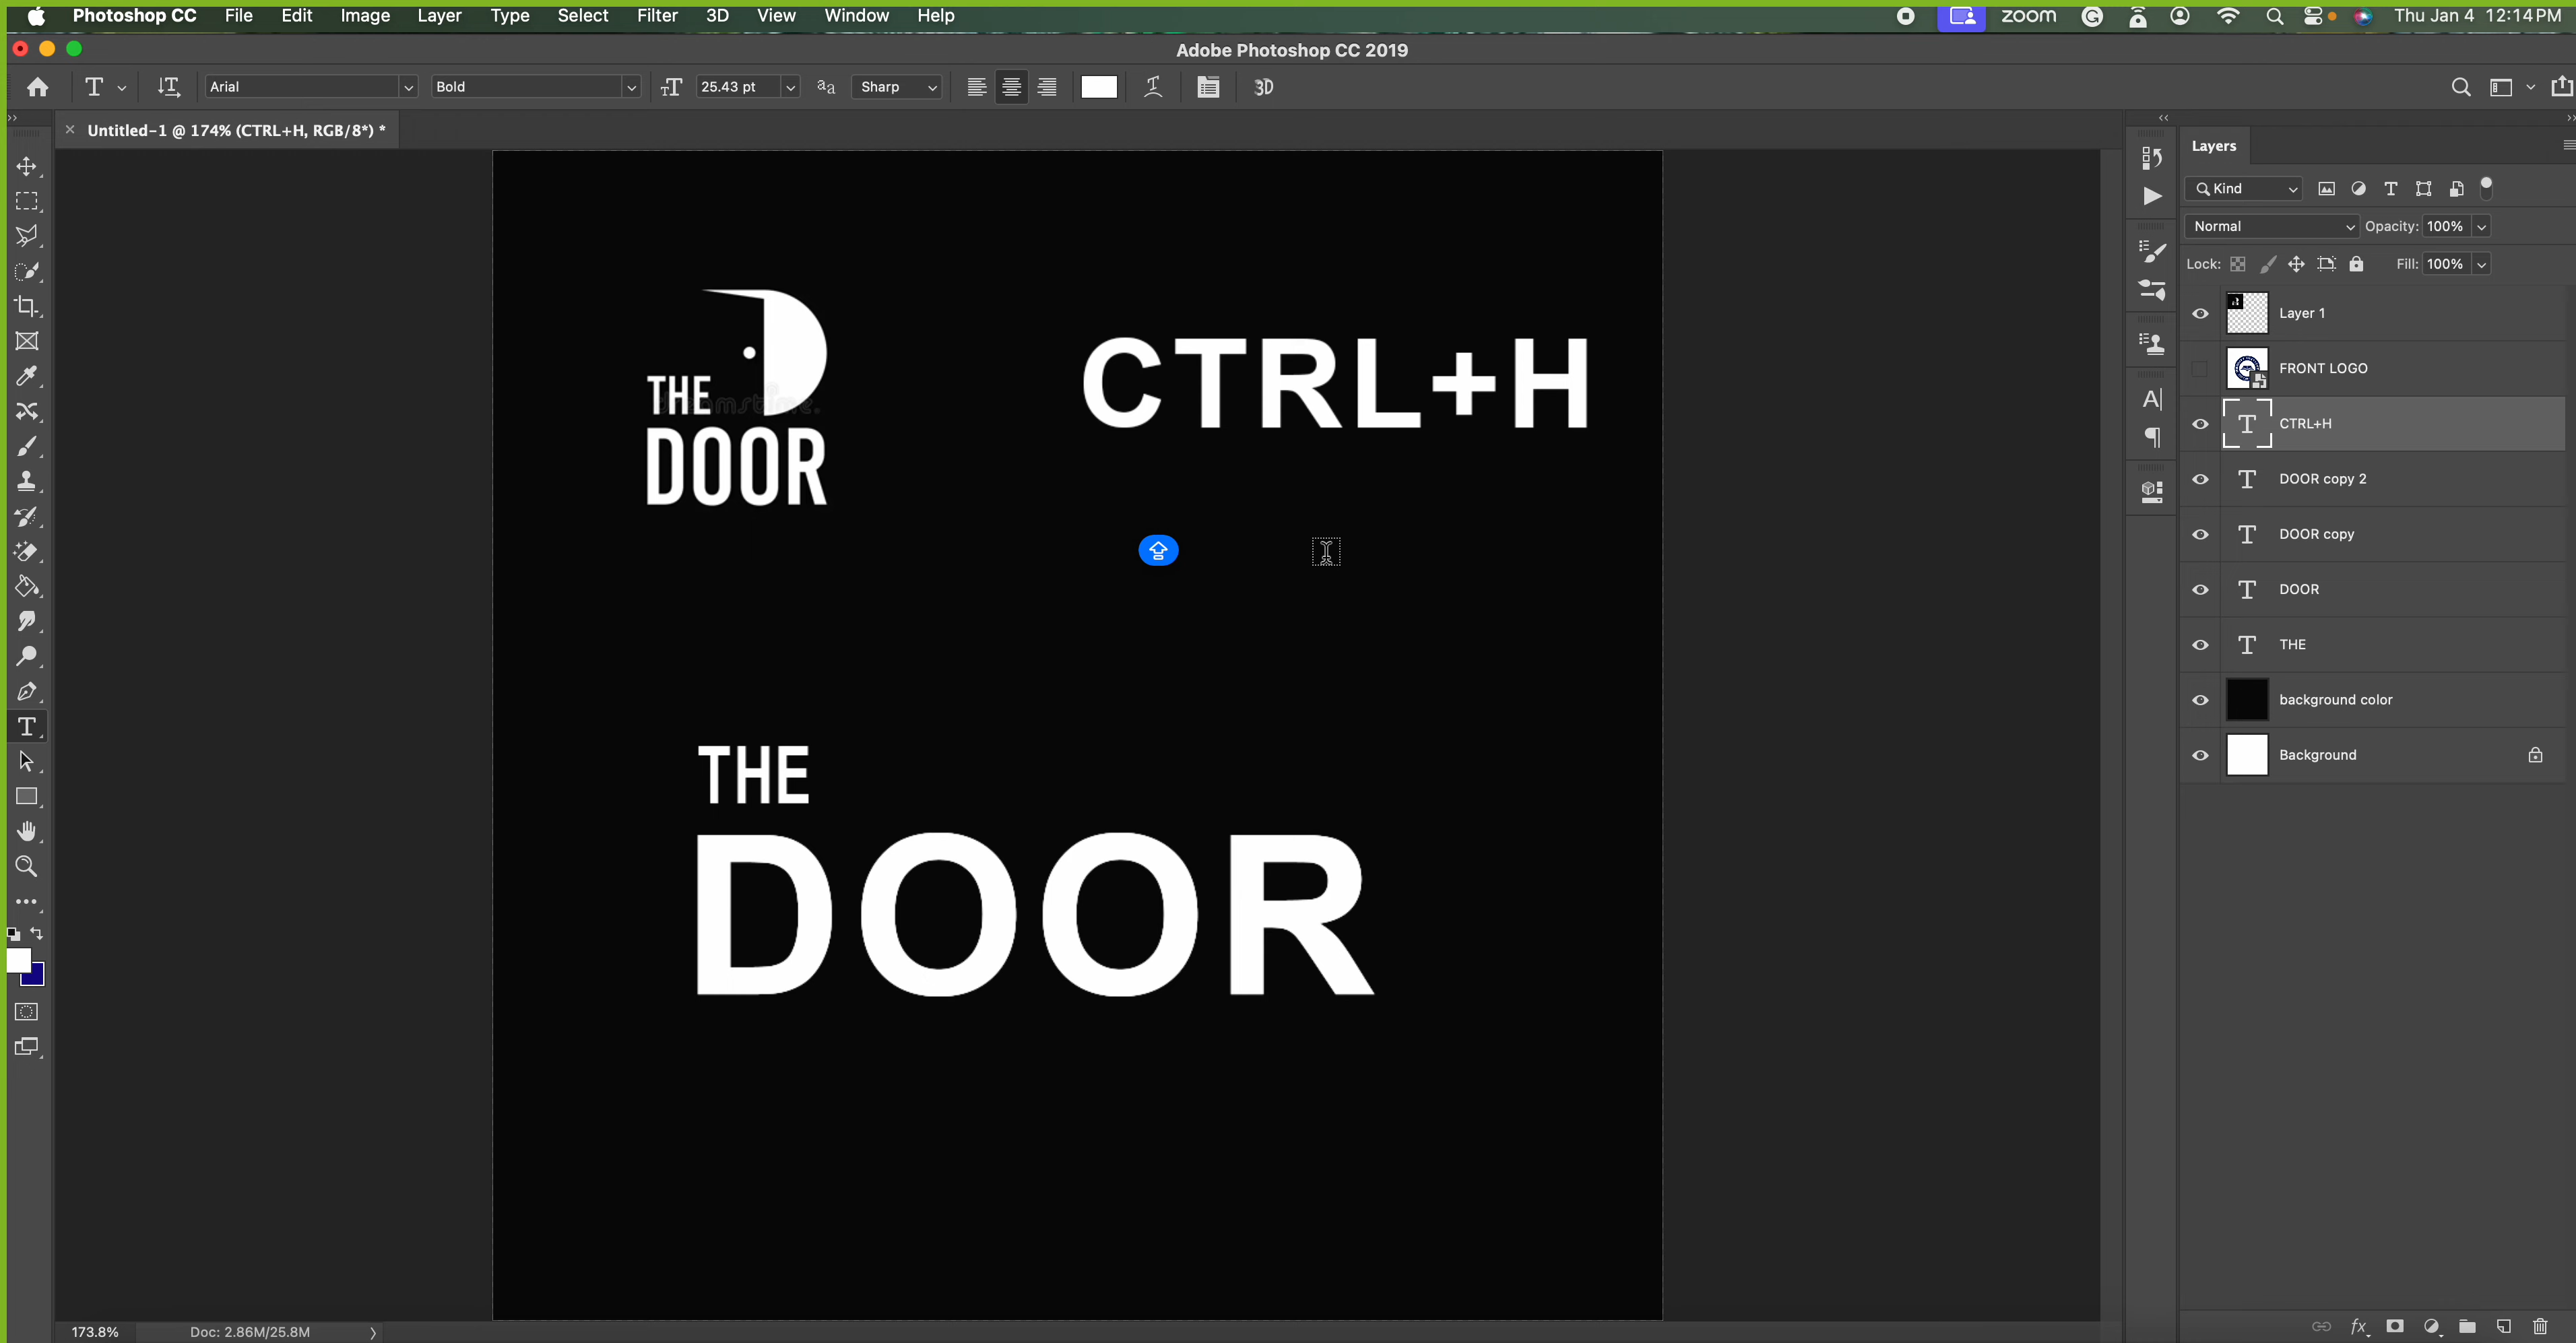 Photoshop CC File Edit Image Layer Type Select Filter 3D View Window Help zoom Thu Jan 4 12:14 PM
Adobe Photoshop CC 2019
Arial Bold 25.43 pt Sharp 3D
Untitled-1 @ 174% (CTRL+H, RGB/8*) *
Layers
Kind
Normal Opacity: 100%
Lock: Fill: 100%
Layer 1
FRONT LOGO
CTRL+H
DOOR copy 2
DOOR copy
DOOR
THE
background color
Background
THE
dreamstime.
DOOR
CTRL+H
THE
DOOR
173.8% Doc: 2.86M/25.8M